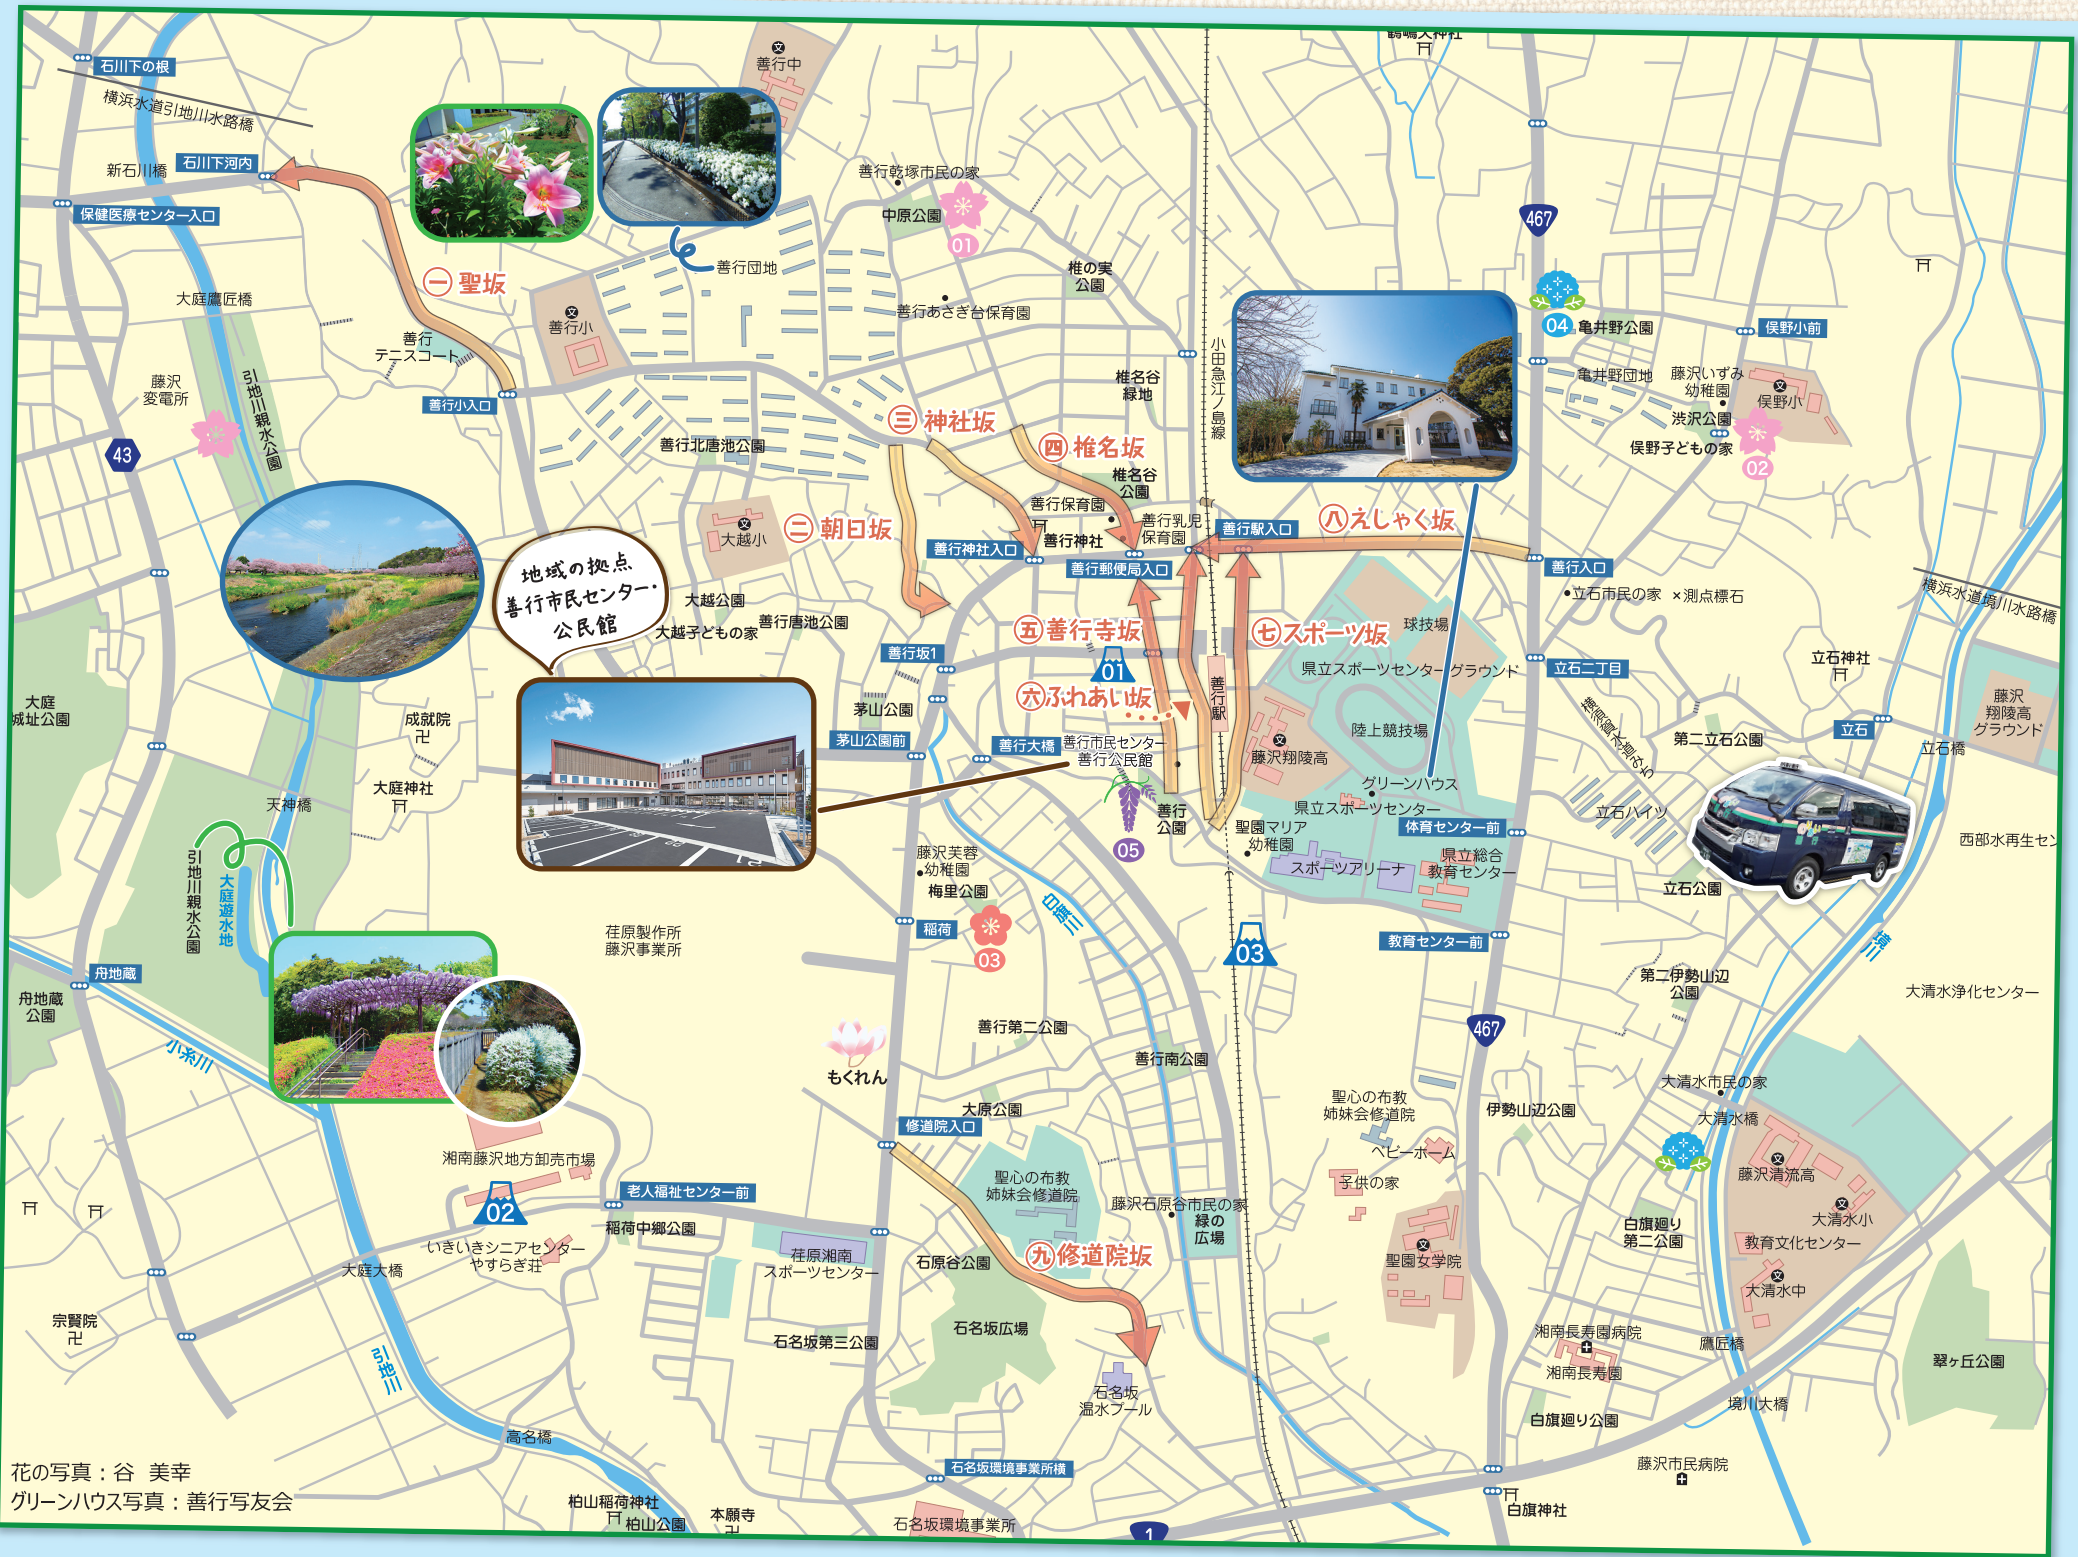 鶴嶋天神社
石川下の根
横浜水道引地川水路橋
善行中
新石川橋
石川下河内
保健医療センター入口
善行乾塚市民の家
中原公園
01
467
善行団地
椎の実
公園
一 聖坂
大庭鷹匠橋
善行小
善行あさぎ台保育園
04 亀井野公園
俣野小前
善行
テニスコート
小田急江ノ島線
藤沢
変電所
引地川親水公園
善行小入口
椎名谷
緑地
亀井野団地
藤沢いずみ
幼稚園
俣野小
渋沢公園
俣野子どもの家
02
43
三 神社坂
四 椎名坂
善行北唐池公園
椎名谷
公園
善行保育園
善行乳児
保育園
善行駅入口
八 えしゃく坂
大越小
二 朝日坂
善行神社入口
善行神社
善行郵便局入口
善行入口
地域の拠点
善行市民センター・
公民館
立石市民の家
×測点標石
横浜水道境川水路橋
大越公園
大越子どもの家
善行唐池公園
五 善行寺坂
七 スポーツ坂
球技場
善行坂1
01
県立スポーツセンターグラウンド
立石二丁目
立石神社
大庭
城址公園
成就院
六 ふれあい坂
善行駅
茅山公園
陸上競技場
横須賀水道みち
藤沢
翔陵高
グラウンド
立石
立石橋
第二立石公園
茅山公園前
善行大橋
善行市民センター
善行公民館
藤沢翔陵高
グリーンハウス
大庭神社
天神橋
県立スポーツセンター
善行
公園
聖園マリア
幼稚園
体育センター前
立石ハイツ
05
スポーツアリーナ
県立総合
教育センター
西部水再生セン
引地川親水公園
大庭遊水地
藤沢芙蓉
幼稚園
梅里公園
白旗川
立石公園
荏原製作所
藤沢事業所
稲荷
03
03
教育センター前
境川
舟地蔵
舟地蔵
公園
第二伊勢山辺
公園
大清水浄化センター
小糸川
善行第二公園
467
もくれん
善行南公園
大清水市民の家
大清水橋
大原公園
修道院入口
聖心の布教
姉妹会修道院
伊勢山辺公園
ベビーホーム
湘南藤沢地方卸売市場
聖心の布教
姉妹会修道院
子供の家
藤沢清流高
02
老人福祉センター前
稲荷中郷公園
藤沢石原谷市民の家
緑の
広場
大清水小
白旗廻り
第二公園
教育文化センター
いきいきシニアセンター
やすらぎ荘
荏原湘南
スポーツセンター
石原谷公園
九 修道院坂
聖園女学院
大庭大橋
大清水中
宗賢院
石名坂第三公園
石名坂広場
湘南長寿園病院
湘南長寿園
鷹匠橋
翠ヶ丘公園
引地川
石名坂
温水プール
境川大橋
白旗廻り公園
高名橋
花の写真：谷　美幸
グリーンハウス写真：善行写友会
石名坂環境事業所横
藤沢市民病院
柏山稲荷神社
柏山公園
本願寺
石名坂環境事業所
1
白旗神社